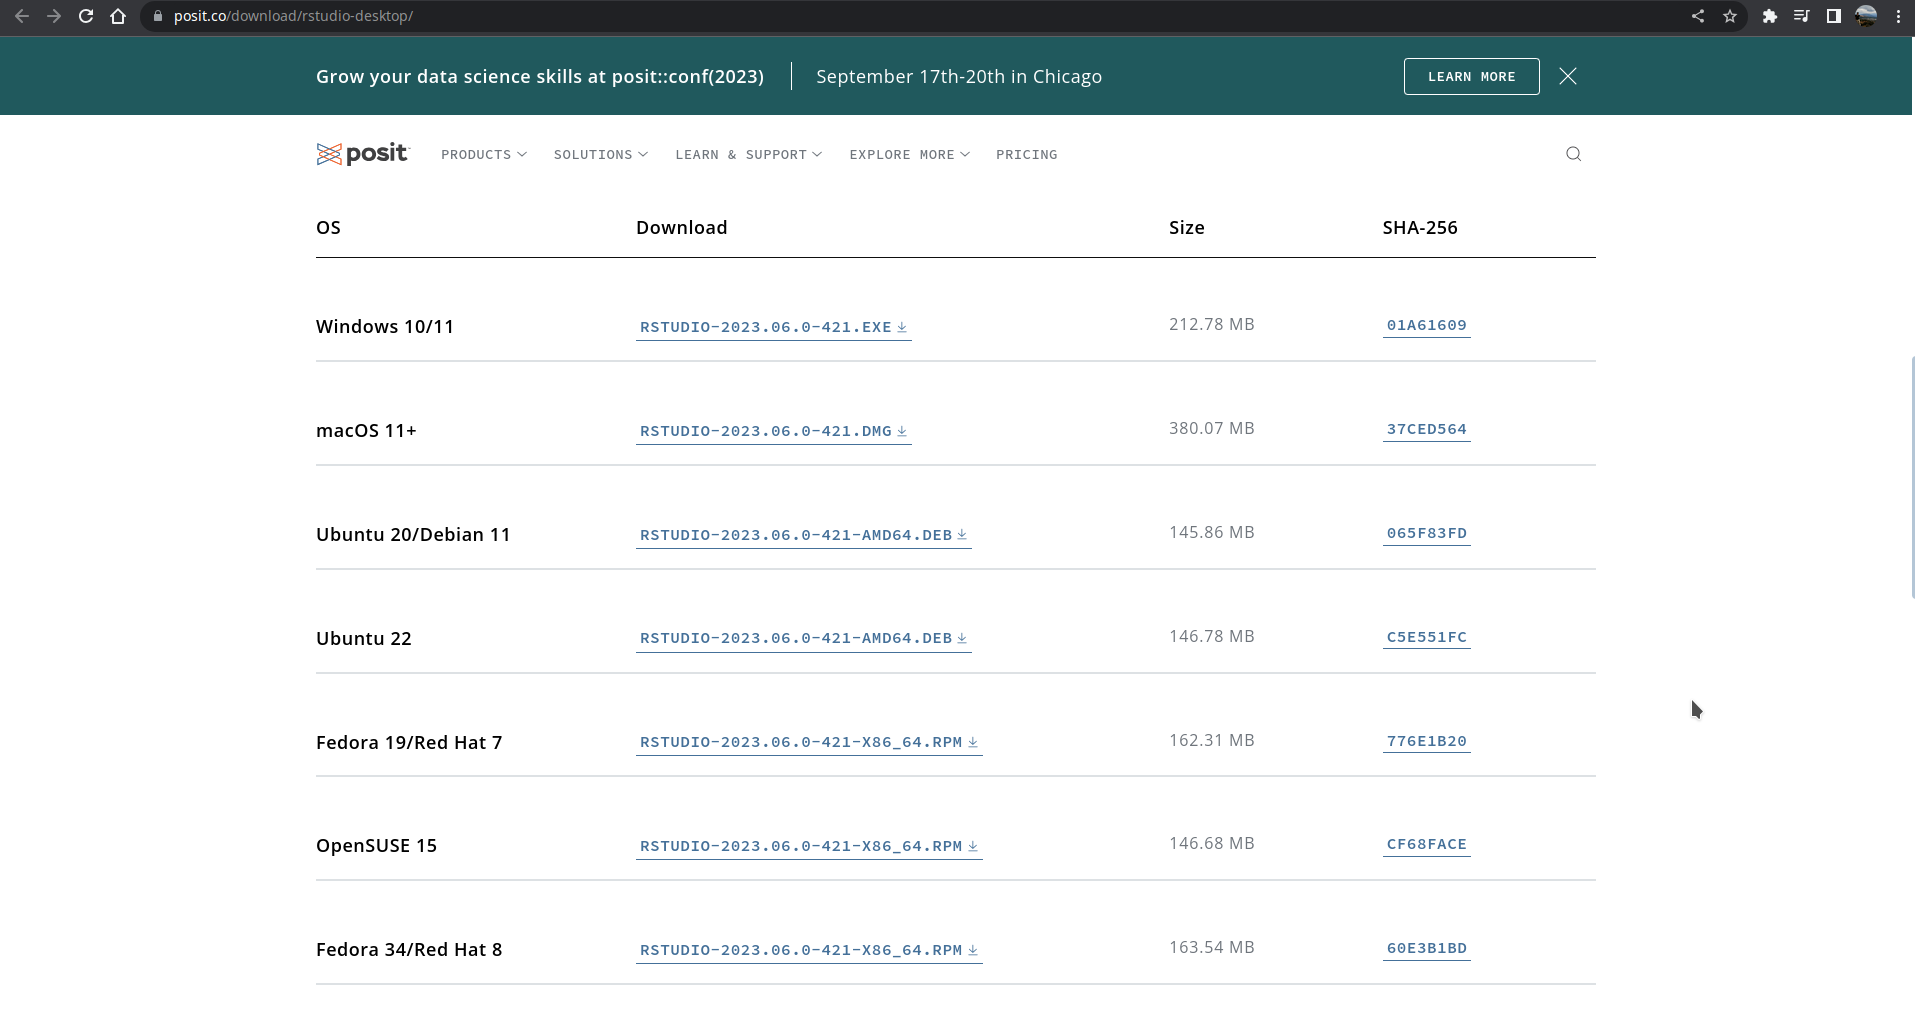 posit.co/download/rstudio-desktop/
Grow your data science skills at posit::conf(2023) September 17th-20th in Chicago LEARN MORE
posit PRODUCTS SOLUTIONS LEARN & SUPPORT EXPLORE MORE PRICING
OS Download Size SHA-256
Windows 10/11 RSTUDIO-2023.06.0-421.EXE 212.78 MB 01A61609
macOS 11+ RSTUDIO-2023.06.0-421.DMG 380.07 MB 37CED564
Ubuntu 20/Debian 11 RSTUDIO-2023.06.0-421-AMD64.DEB 145.86 MB 065F83FD
Ubuntu 22 RSTUDIO-2023.06.0-421-AMD64.DEB 146.78 MB C5E551FC
Fedora 19/Red Hat 7 RSTUDIO-2023.06.0-421-X86_64.RPM 162.31 MB 776E1B20
OpenSUSE 15 RSTUDIO-2023.06.0-421-X86_64.RPM 146.68 MB CF68FACE
Fedora 34/Red Hat 8 RSTUDIO-2023.06.0-421-X86_64.RPM 163.54 MB 60E3B1BD